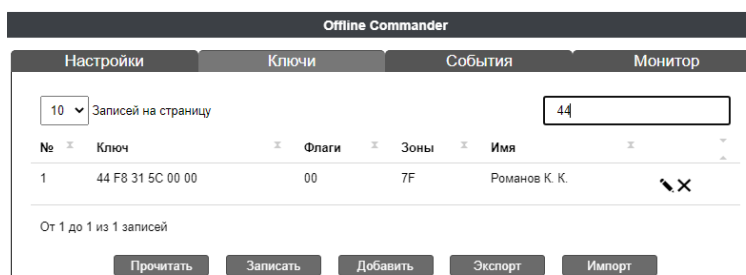 Offline Commander
Настройки Ключи События Монитор
10 Записей на страницу 44
№ Ключ Флаги Зоны Имя
1 44 F8 31 5C 00 00 00 7F Романов К. К.
От 1 до 1 из 1 записей
Прочитать Записать Добавить Экспорт Импорт